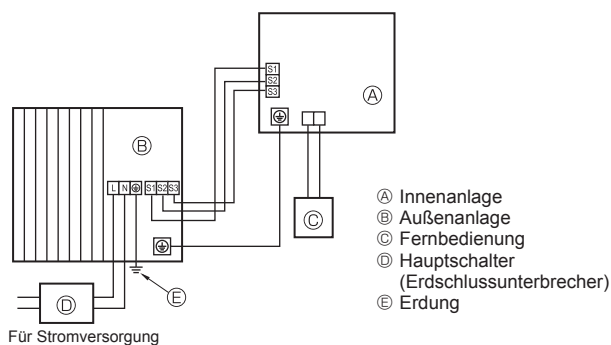 S1
S2
S3
Ⓐ
Ⓑ
L N S1 S2 S3
Ⓒ
Ⓓ
Ⓔ
Für Stromversorgung
Ⓐ Innenanlage
Ⓑ Außenanlage
Ⓒ Fernbedienung
Ⓓ Hauptschalter
(Erdschlussunterbrecher)
Ⓔ Erdung